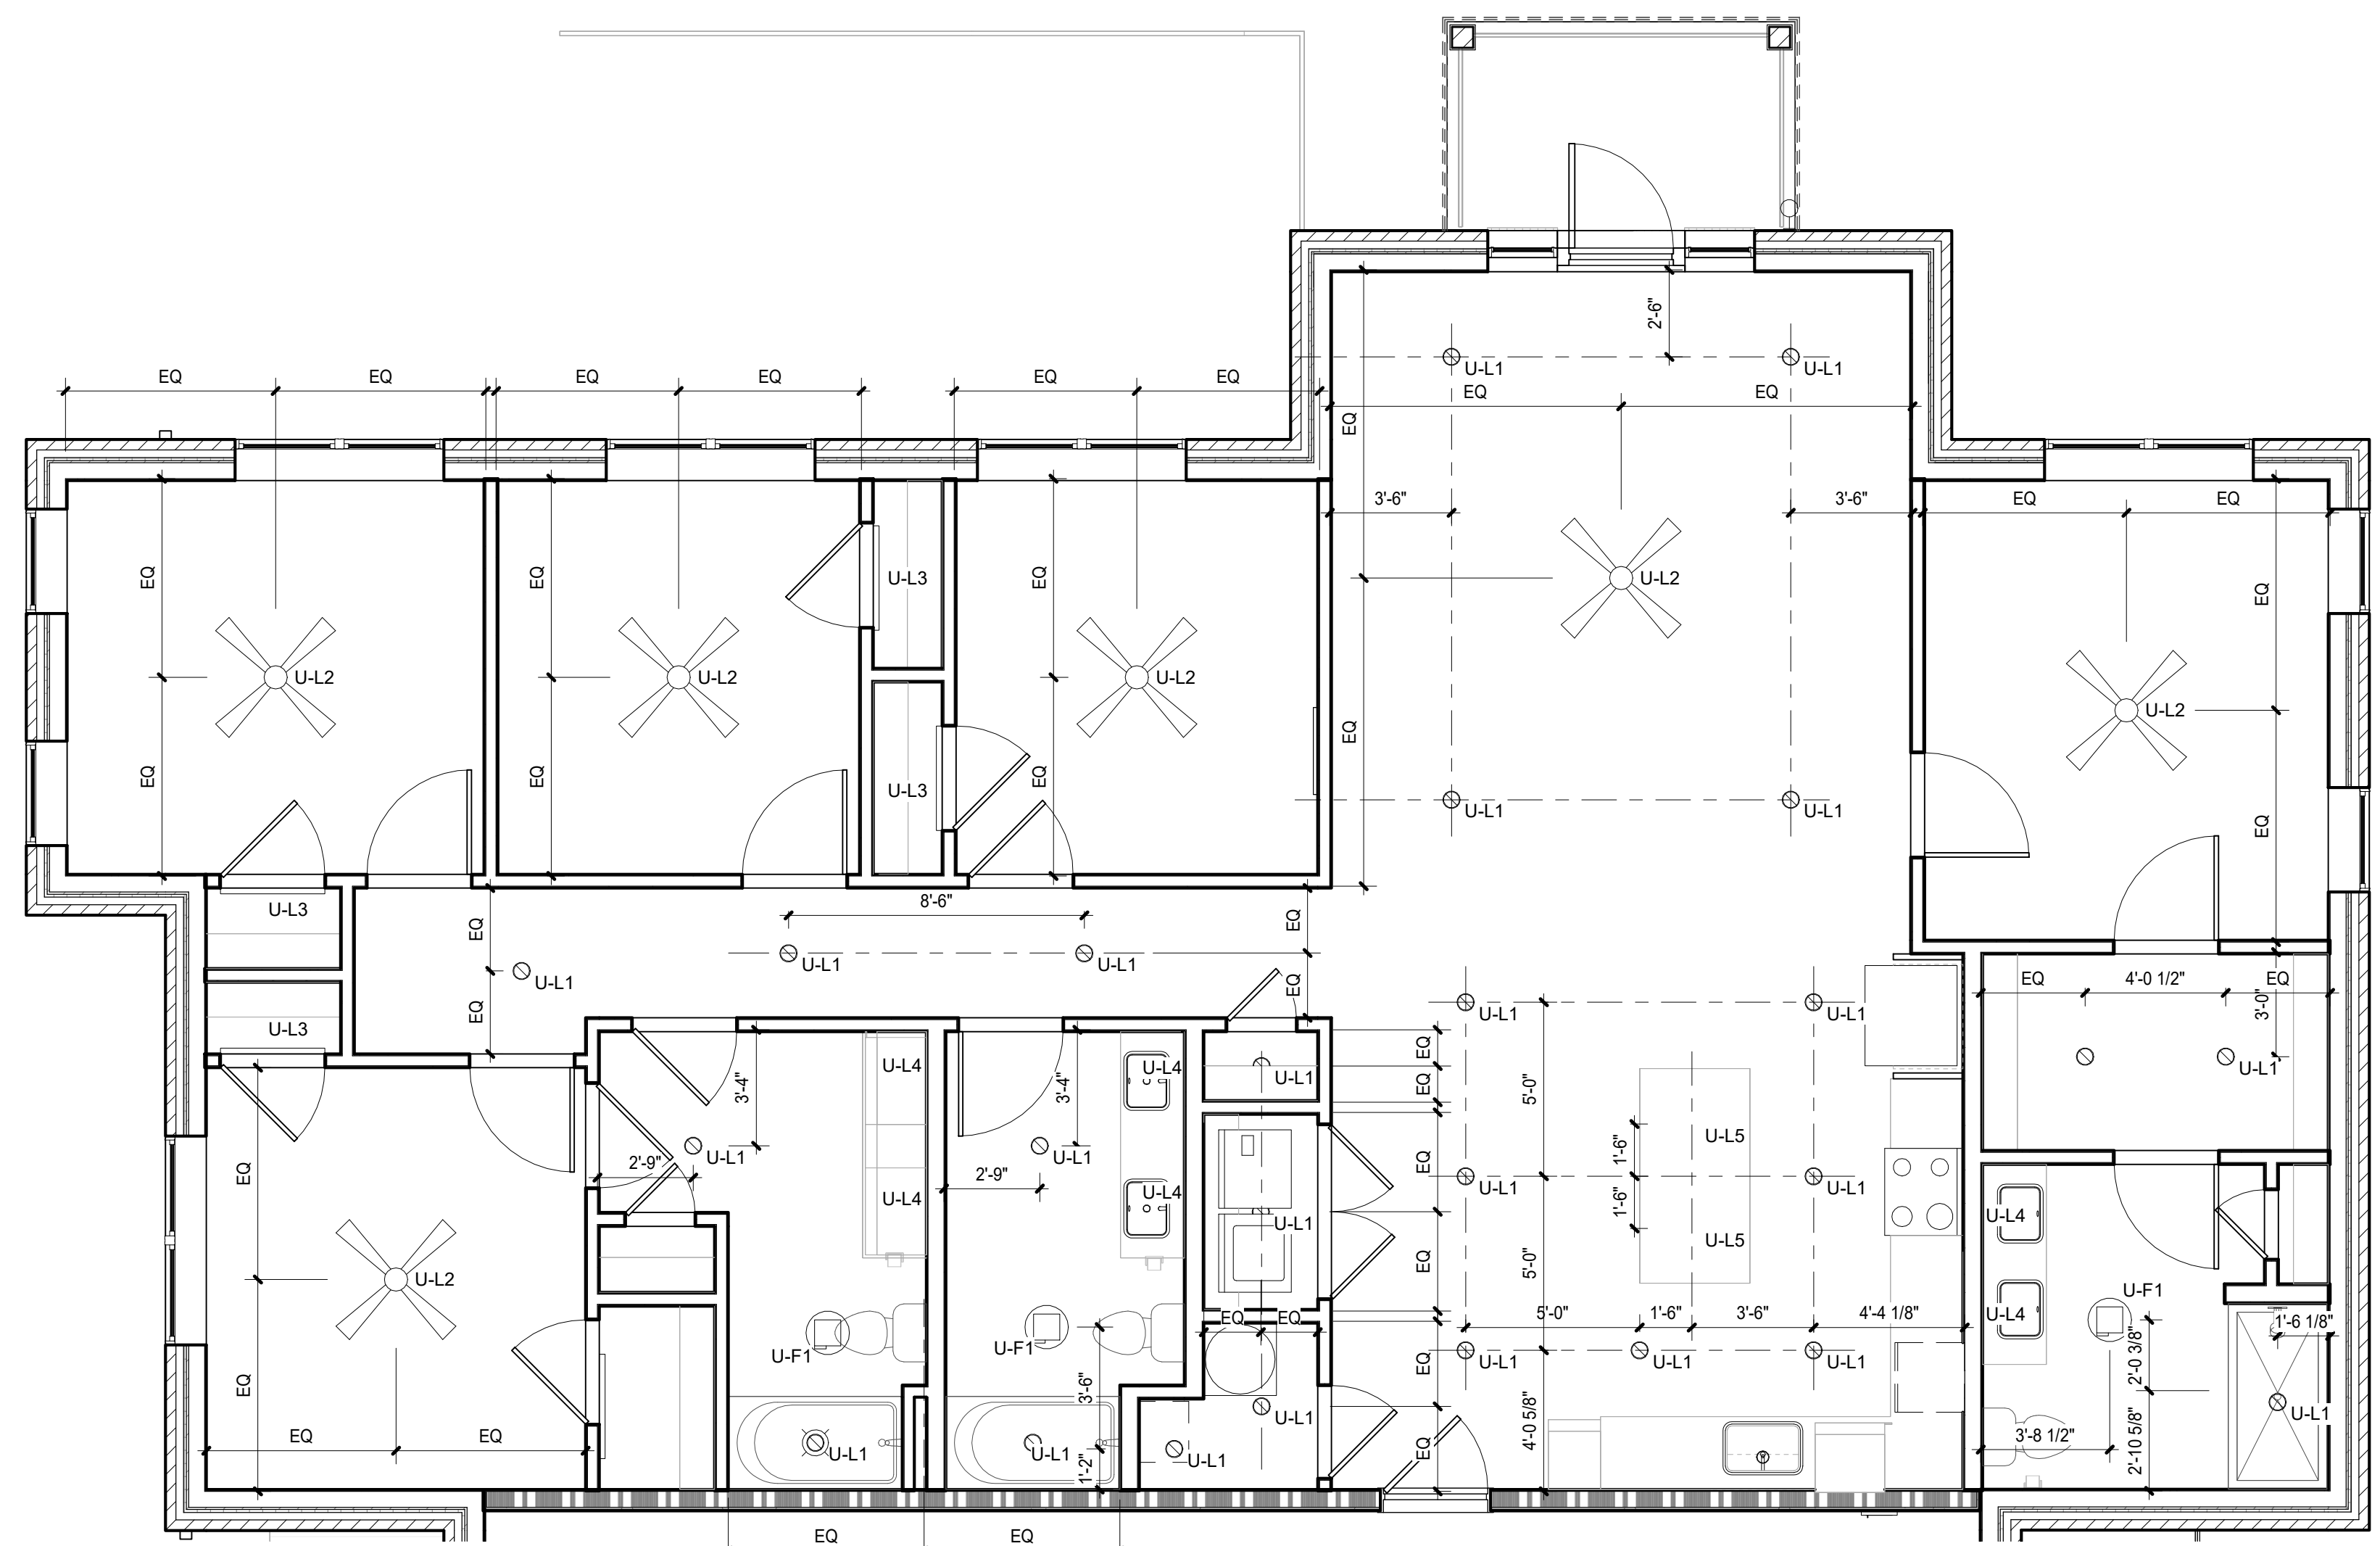 2'-6"
U-L1
U-L1
EQ
EQ
EQ
EQ
EQ
EQ
EQ
EQ
EQ
3'-6"
3'-6"
EQ
EQ
EQ
EQ
EQ
U-L3
U-L2
EQ
U-L2
U-L2
U-L2
U-L2
EQ
EQ
EQ
EQ
U-L3
U-L1
U-L1
EQ
8'-6"
U-L3
EQ
EQ
U-L1
U-L1
U-L1
EQ
4'-0 1/2"
EQ
3'-0"
EQ
EQ
U-L1
U-L1
U-L3
EQ
U-L4
U-L4
U-L1
U-L1
EQ
EQ
3'-4"
3'-4"
5'-0"
EQ
U-L5
1'-6"
U-L1
U-L1
2'-9"
2'-9"
EQ
U-L1
U-L1
U-L4
U-L4
1'-6"
U-L4
U-L1
U-L5
EQ
5'-0"
U-L2
U-F1
EQ
EQ
5'-0"
1'-6"
3'-6"
4'-4 1/8"
U-L4
1'-6 1/8"
U-F1
U-F1
EQ
U-L1
U-L1
U-L1
2'-0 3/8"
EQ
3'-6"
U-L1
U-L1
EQ
EQ
4'-0 5/8"
3'-8 1/2"
U-L1
U-L1
U-L1
EQ
2'-10 5/8"
1'-2"
EQ
EQ